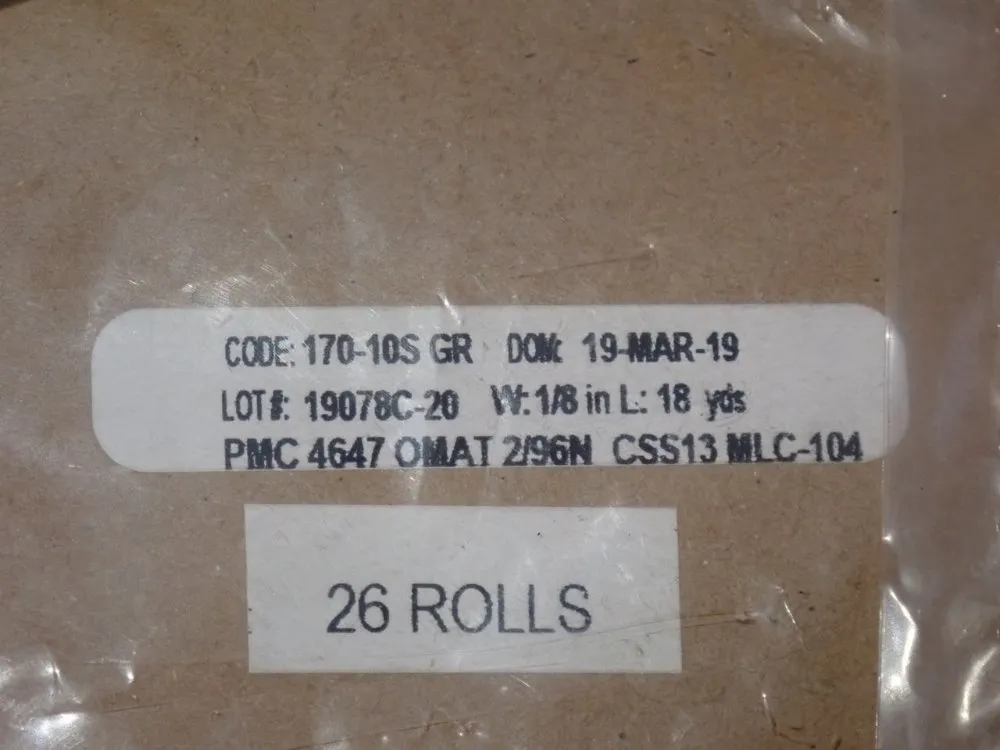 CODE: 170-10S GR DOM: 19-MAR-19
LOT#: 19078C-20 W: 1/8 in L: 18 yds
PMC 4647 OMAT 2/96N CSS13 MLC-104
26 ROLLS